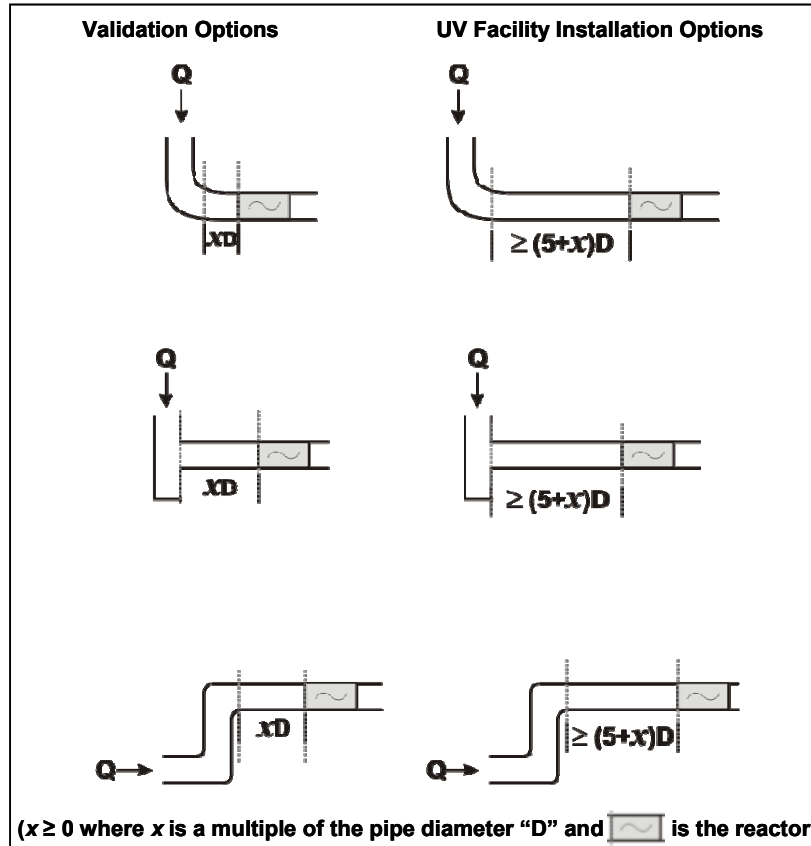 Validation Options
UV Facility Installation Options
Q
Q
xD
≥ (5+x)D
Q
Q
xD
≥ (5+x)D
xD
≥ (5+x)D
Q
Q
(x ≥ 0 where x is a multiple of the pipe diameter “D” and is the reactor